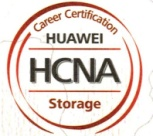 Career Certification
HUAWEI
HCNA
Storage